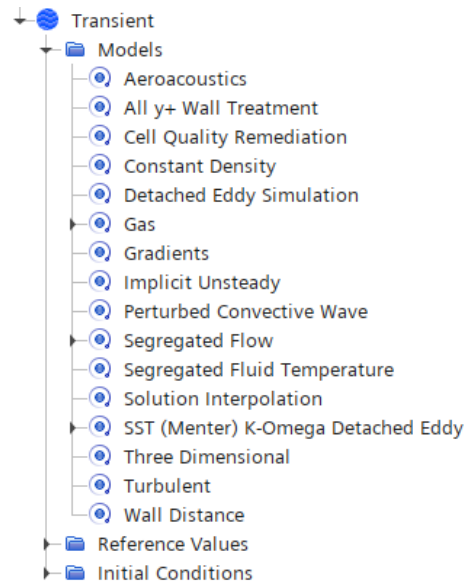 Transient
Models
Aeroacoustics
All y+ Wall Treatment
Cell Quality Remediation
Constant Density
Detached Eddy Simulation
Gas
Gradients
Implicit Unsteady
Perturbed Convective Wave
Segregated Flow
Segregated Fluid Temperature
Solution Interpolation
SST (Menter) K-Omega Detached Eddy
Three Dimensional
Turbulent
Wall Distance
Reference Values
Initial Conditions